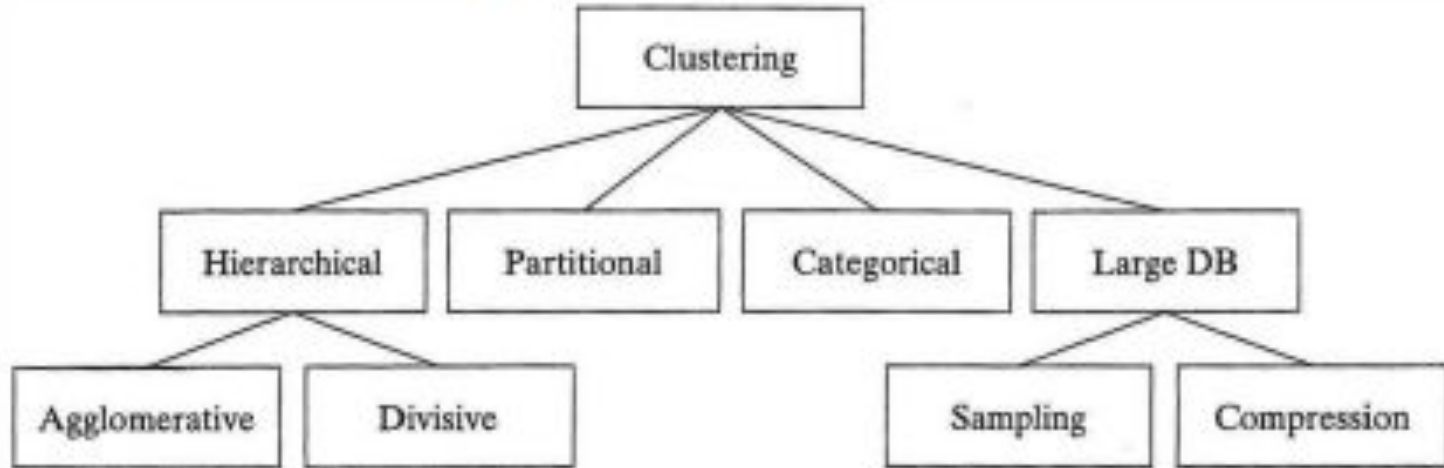 Clustering
Hierarchical
Partitional
Categorical
Large DB
Agglomerative
Divisive
Sampling
Compression